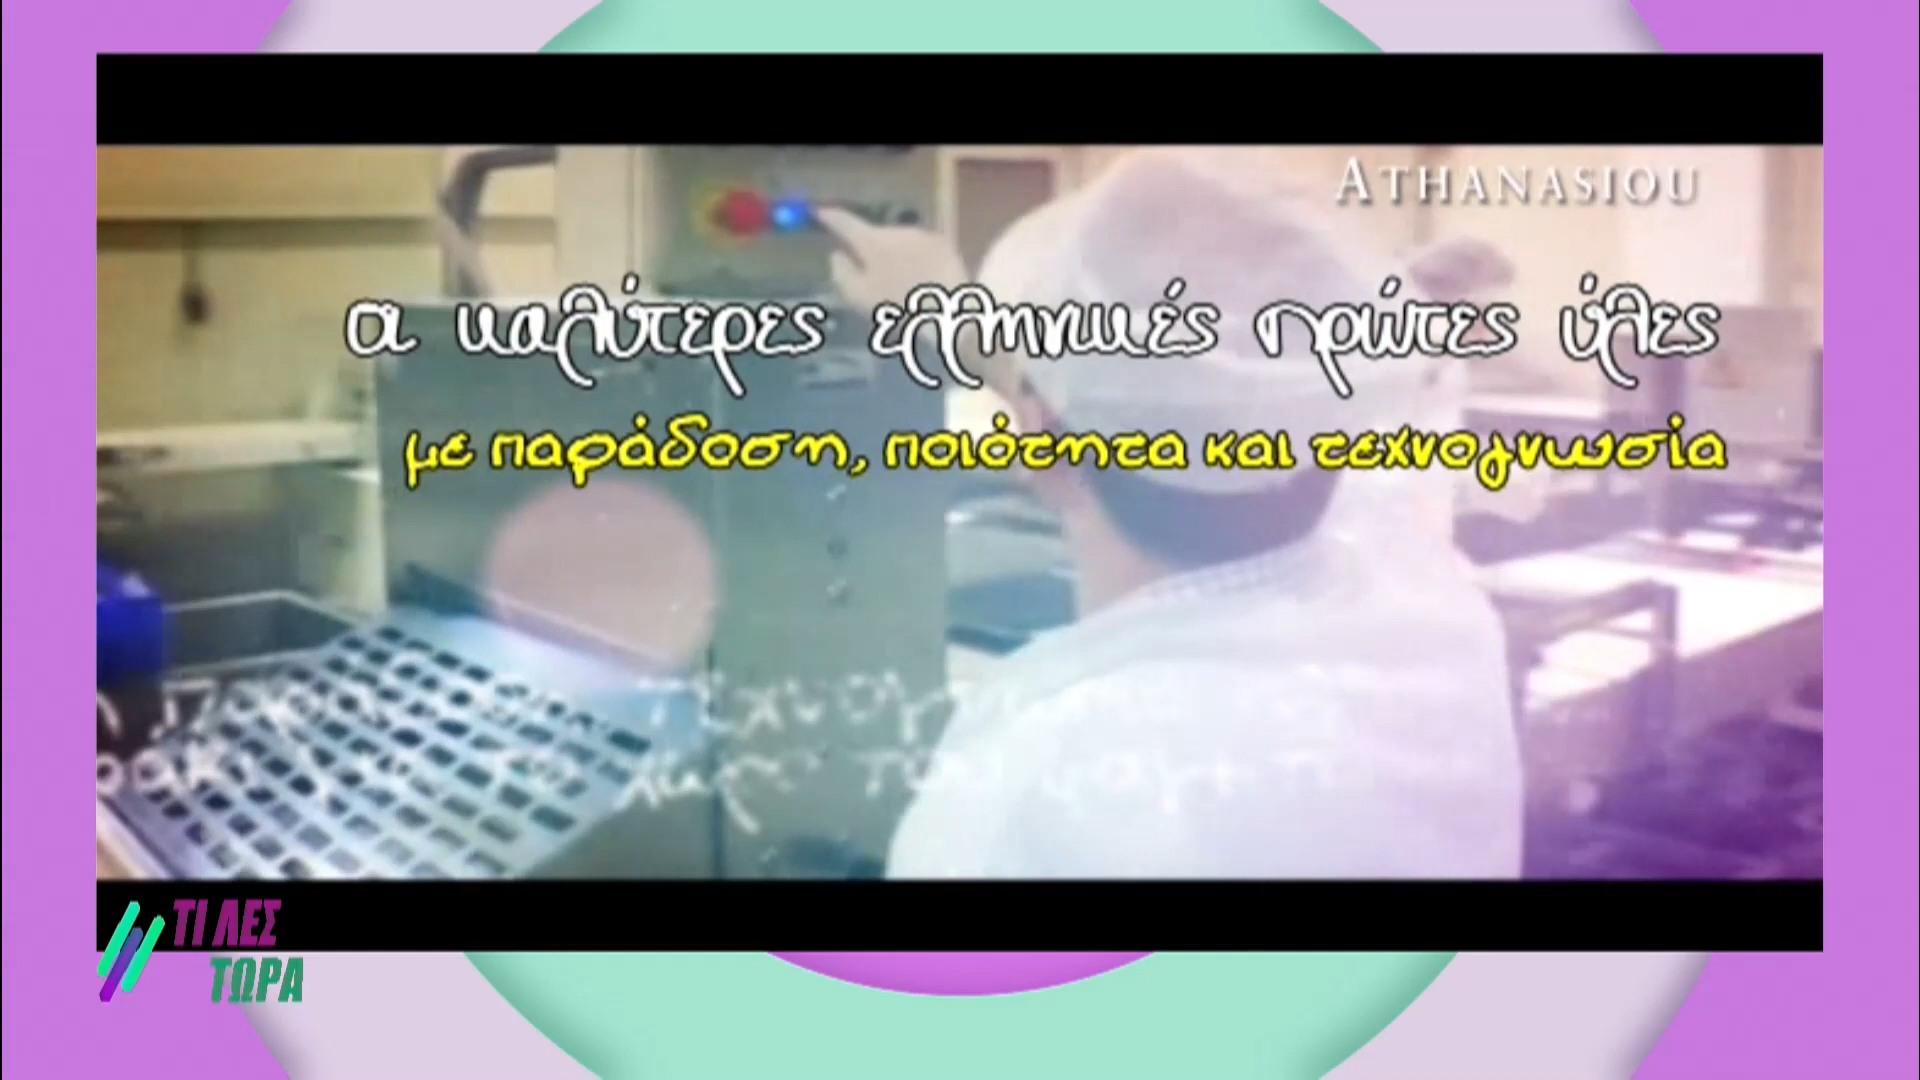 ATHANASIOU
οι καλύτερες ελληνικές πρώτες ύλες
με παράδοση, ποιότητα και τεχνογνωσία
ΤΙ ΛΕΣ
ΤΩΡΑ